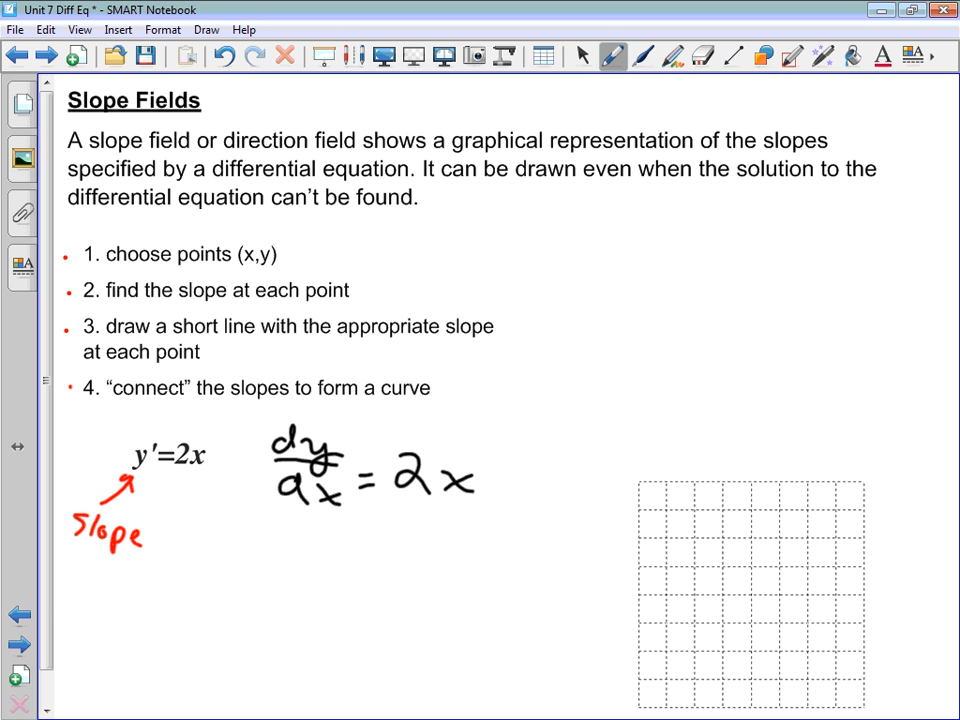 Unit 7 Diff Eq * - SMART Notebook
File Edit View Insert Format Draw Help
Slope Fields
A slope field or direction field shows a graphical representation of the slopes
specified by a differential equation. It can be drawn even when the solution to the
differential equation can't be found.
1. choose points (x,y)
2. find the slope at each point
3. draw a short line with the appropriate slope
at each point
4. “connect” the slopes to form a curve
y'=2x
dy/dx = 2x
Slope